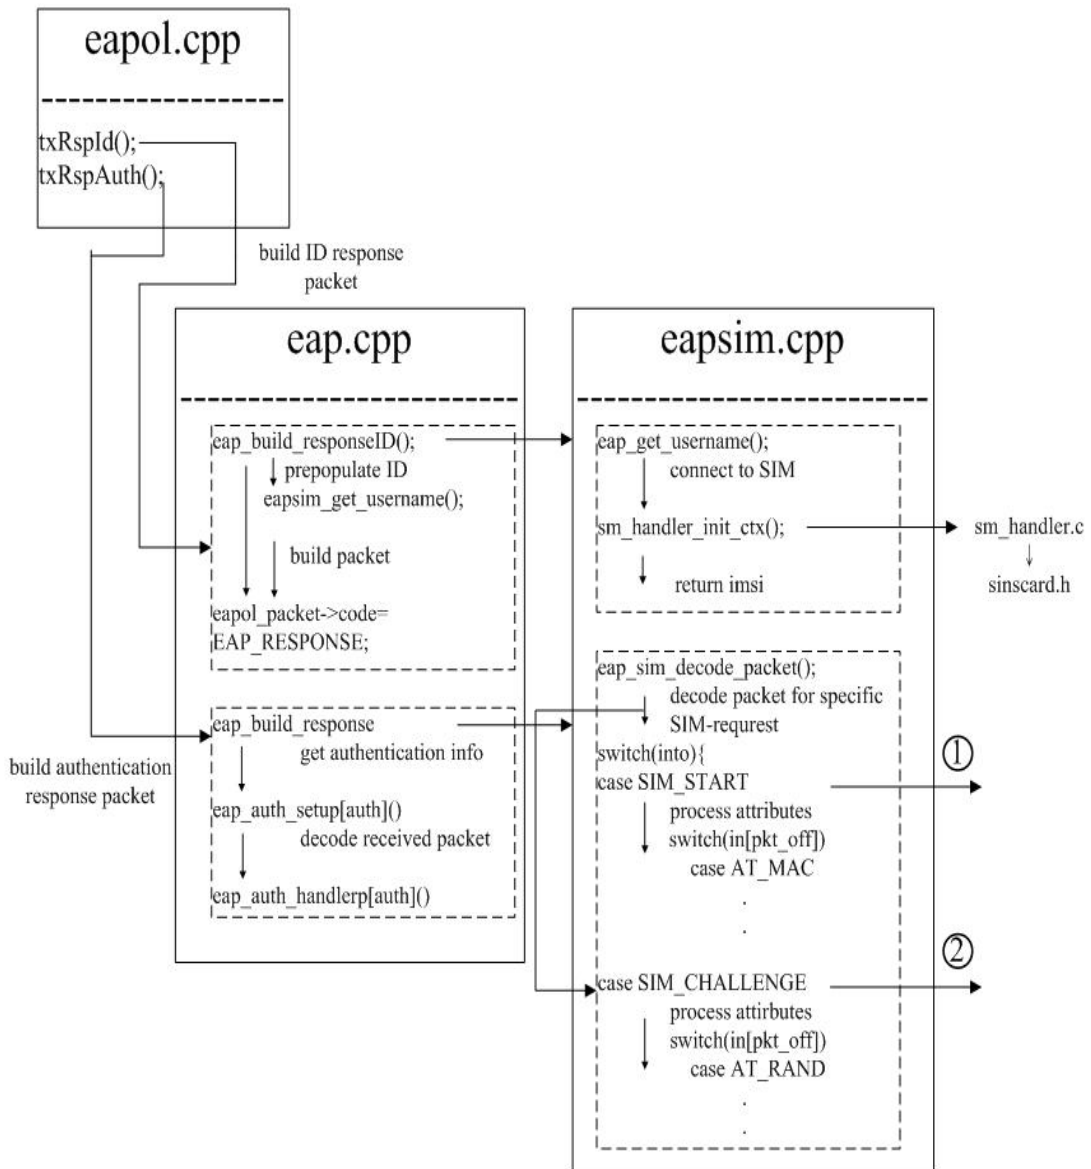 eapol.cpp
txRspId();
txRspAuth();
build ID response
packet
eap.cpp
eap_build_responseID();
prepopulate ID
eapsim_get_username();
build packet
eapol_packet->code=
EAP_RESPONSE;
eap_build_response
get authentication info
eap_auth_setup[auth]()
decode received packet
eap_auth_handlerp[auth]()
build authentication
response packet
eapsim.cpp
eap_get_username();
connect to SIM
sm_handler_init_ctx();
return imsi
sm_handler.c
sinscard.h
eap_sim_decode_packet();
decode packet for specific
SIM-requrest
switch(into){
case SIM_START
process attributes
switch(in[pkt_off])
case AT_MAC
.
.
①
case SIM_CHALLENGE
process attirbutes
switch(in[pkt_off])
case AT_RAND
.
.
②